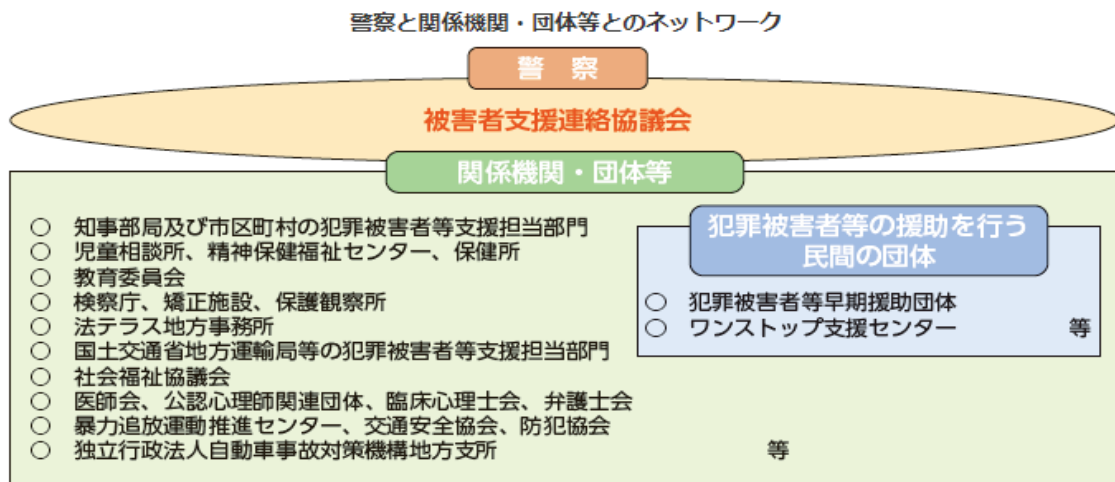 警察と関係機関・団体等とのネットワーク
警　察
被害者支援連絡協議会
関係機関・団体等
○　知事部局及び市区町村の犯罪被害者等支援担当部門
○　児童相談所、精神保健福祉センター、保健所
○　教育委員会
○　検察庁、矯正施設、保護観察所
○　法テラス地方事務所
○　国土交通省地方運輸局等の犯罪被害者等支援担当部門
○　社会福祉協議会
○　医師会、公認心理師関連団体、臨床心理士会、弁護士会
○　暴力追放運動推進センター、交通安全協会、防犯協会
○　独立行政法人自動車事故対策機構地方支所　等
犯罪被害者等の援助を行う
民間の団体
○　犯罪被害者等早期援助団体
○　ワンストップ支援センター　等